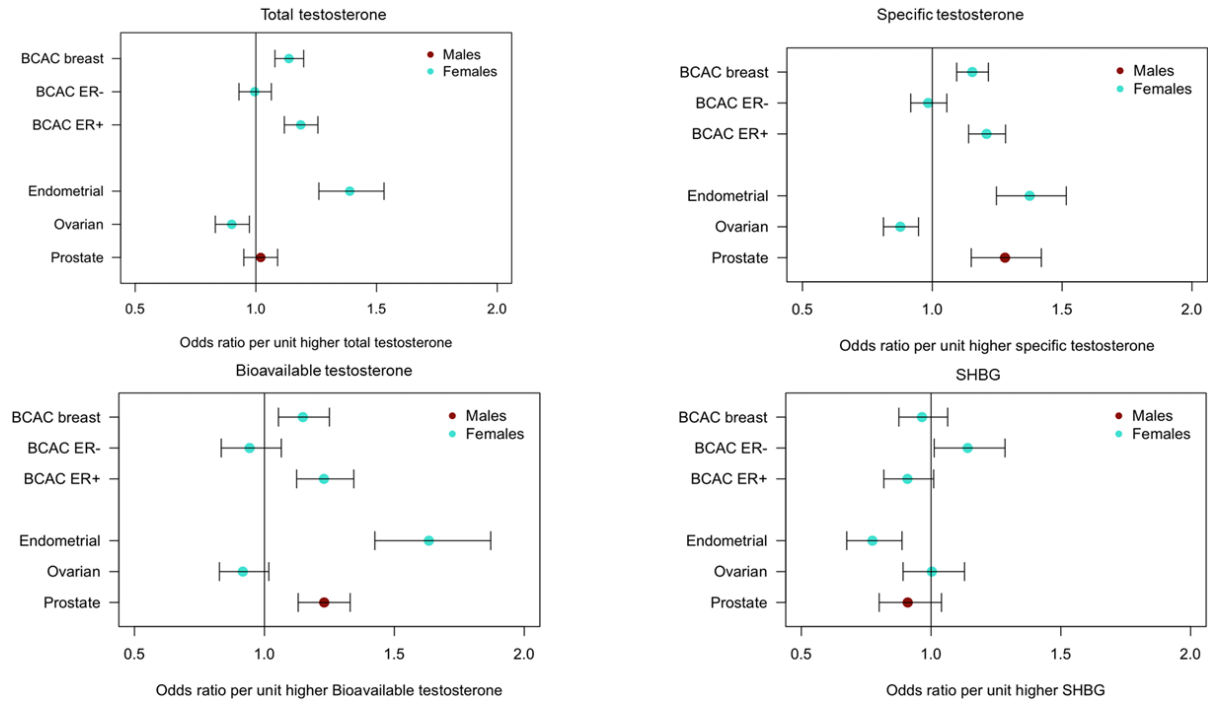 Total testosterone
BCAC breast
BCAC ER-
BCAC ER+
Endometrial
Ovarian
Prostate
Males
Females
0.5 1.0 1.5 2.0
Odds ratio per unit higher total testosterone
Specific testosterone
BCAC breast
BCAC ER-
BCAC ER+
Endometrial
Ovarian
Prostate
Males
Females
0.5 1.0 1.5 2.0
Odds ratio per unit higher specific testosterone
Bioavailable testosterone
BCAC breast
BCAC ER-
BCAC ER+
Endometrial
Ovarian
Prostate
Males
Females
0.5 1.0 1.5 2.0
Odds ratio per unit higher Bioavailable testosterone
SHBG
BCAC breast
BCAC ER-
BCAC ER+
Endometrial
Ovarian
Prostate
Males
Females
0.5 1.0 1.5 2.0
Odds ratio per unit higher SHBG